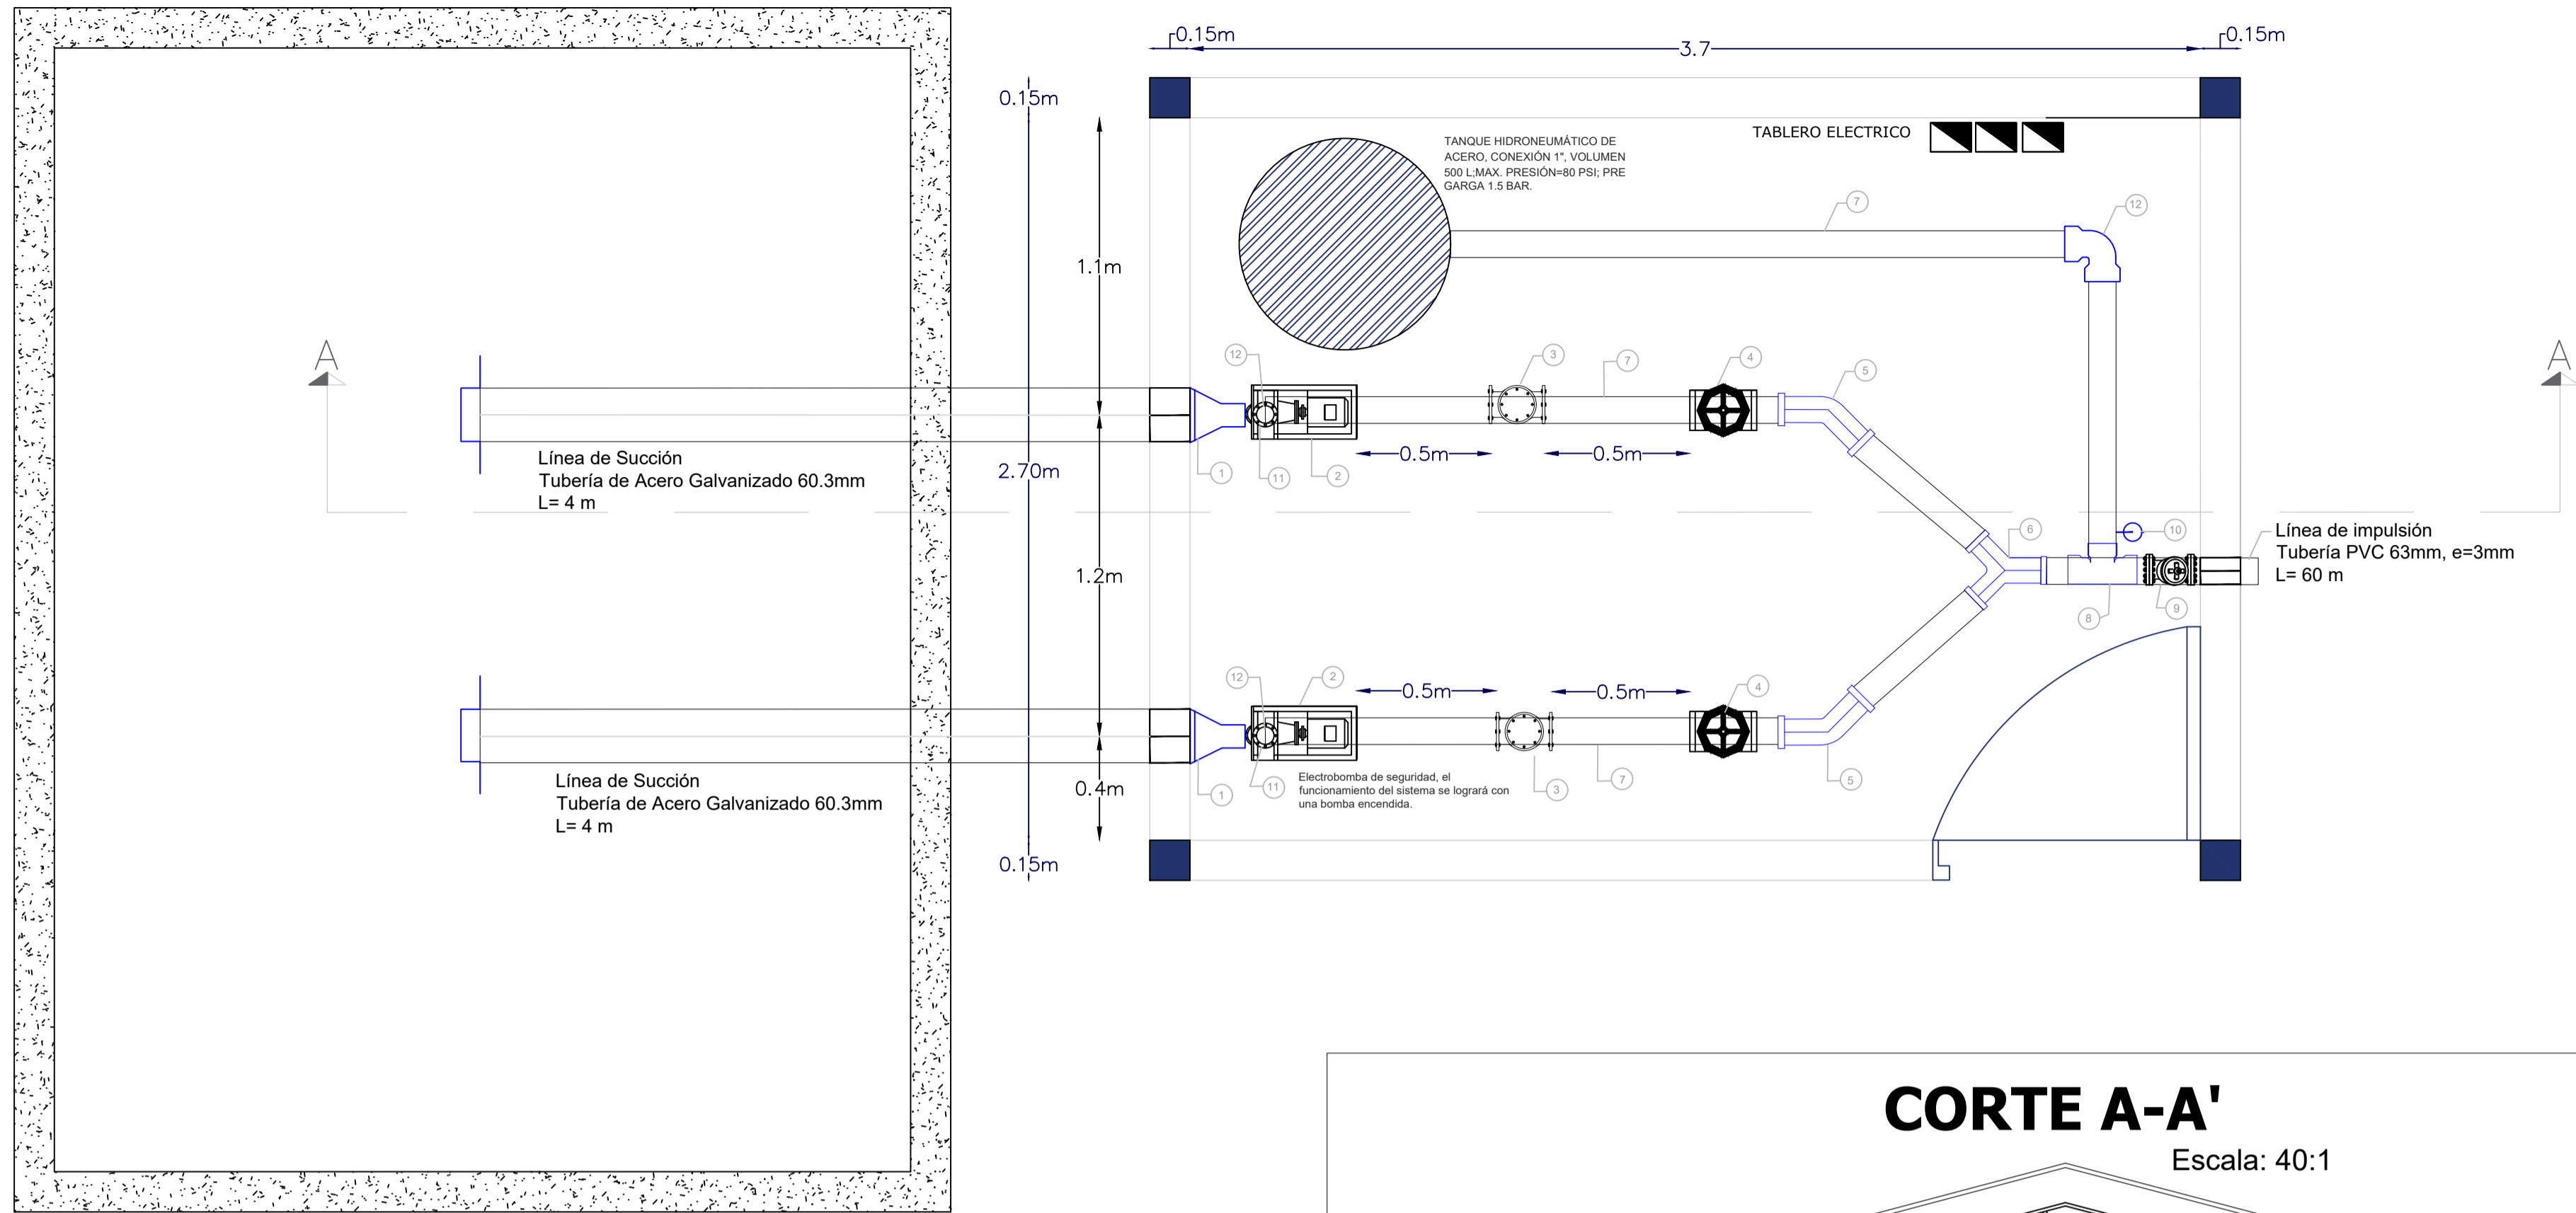 0.15m
3.7
0.15m
0.15m
TANQUE HIDRONEUMÁTICO DE
ACERO, CONEXIÓN 1", VOLUMEN
500 L;MAX. PRESIÓN=80 PSI; PRE
GARGA 1.5 BAR.
TABLERO ELECTRICO
7
12
1.1m
A
A
12
3
7
4
5
Línea de Succión
Tubería de Acero Galvanizado 60.3mm
L= 4 m
2.70m
0.5m
0.5m
1
11
2
6
10
Línea de impulsión
Tubería PVC 63mm, e=3mm
L= 60 m
1.2m
8
9
12
2
0.5m
0.5m
4
Línea de Succión
Tubería de Acero Galvanizado 60.3mm
L= 4 m
0.4m
1
11
Electrobomba de seguridad, el
funcionamiento del sistema se logrará con
una bomba encendida.
3
7
5
0.15m
CORTE A-A'
Escala: 40:1